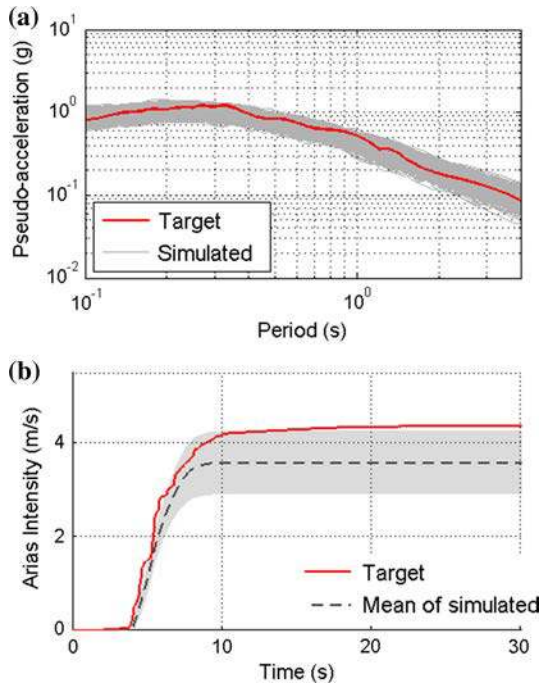 (a)
Pseudo-acceleration (g)
10^1
10^0
10^-1
10^-2
Target
Simulated
10^-1
10^0
Period (s)
(b)
Arias Intensity (m/s)
4
2
0
Target
Mean of simulated
0
10
20
30
Time (s)